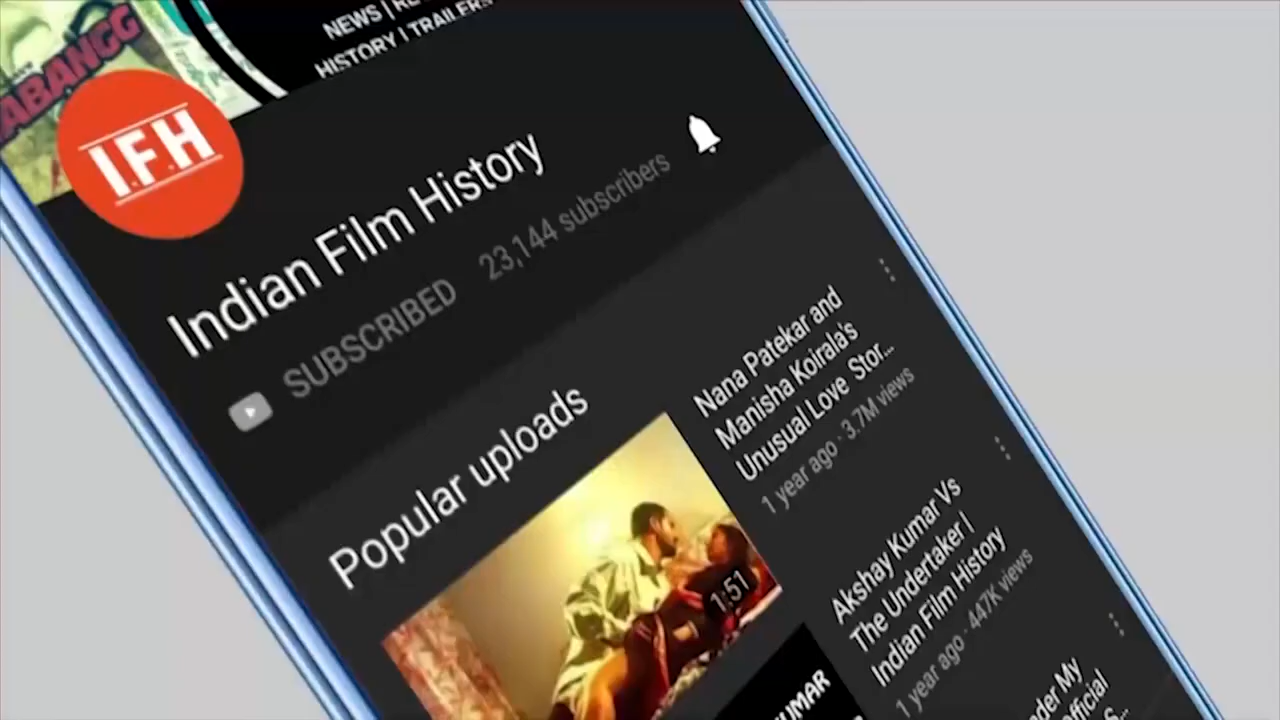 NEWS |
HISTORY | TRAILERS
ABANGG
I.F.H
Indian Film History
SUBSCRIBED 23,144 subscribers
Popular uploads
1:51
Nana Patekar and
Manisha Koirala's
Unusual Love Stor...
1 year ago · 3.7M views
Akshay Kumar Vs
The Undertaker |
Indian Film History
1 year ago · 447K views
UMAR
der My
fficial
S...